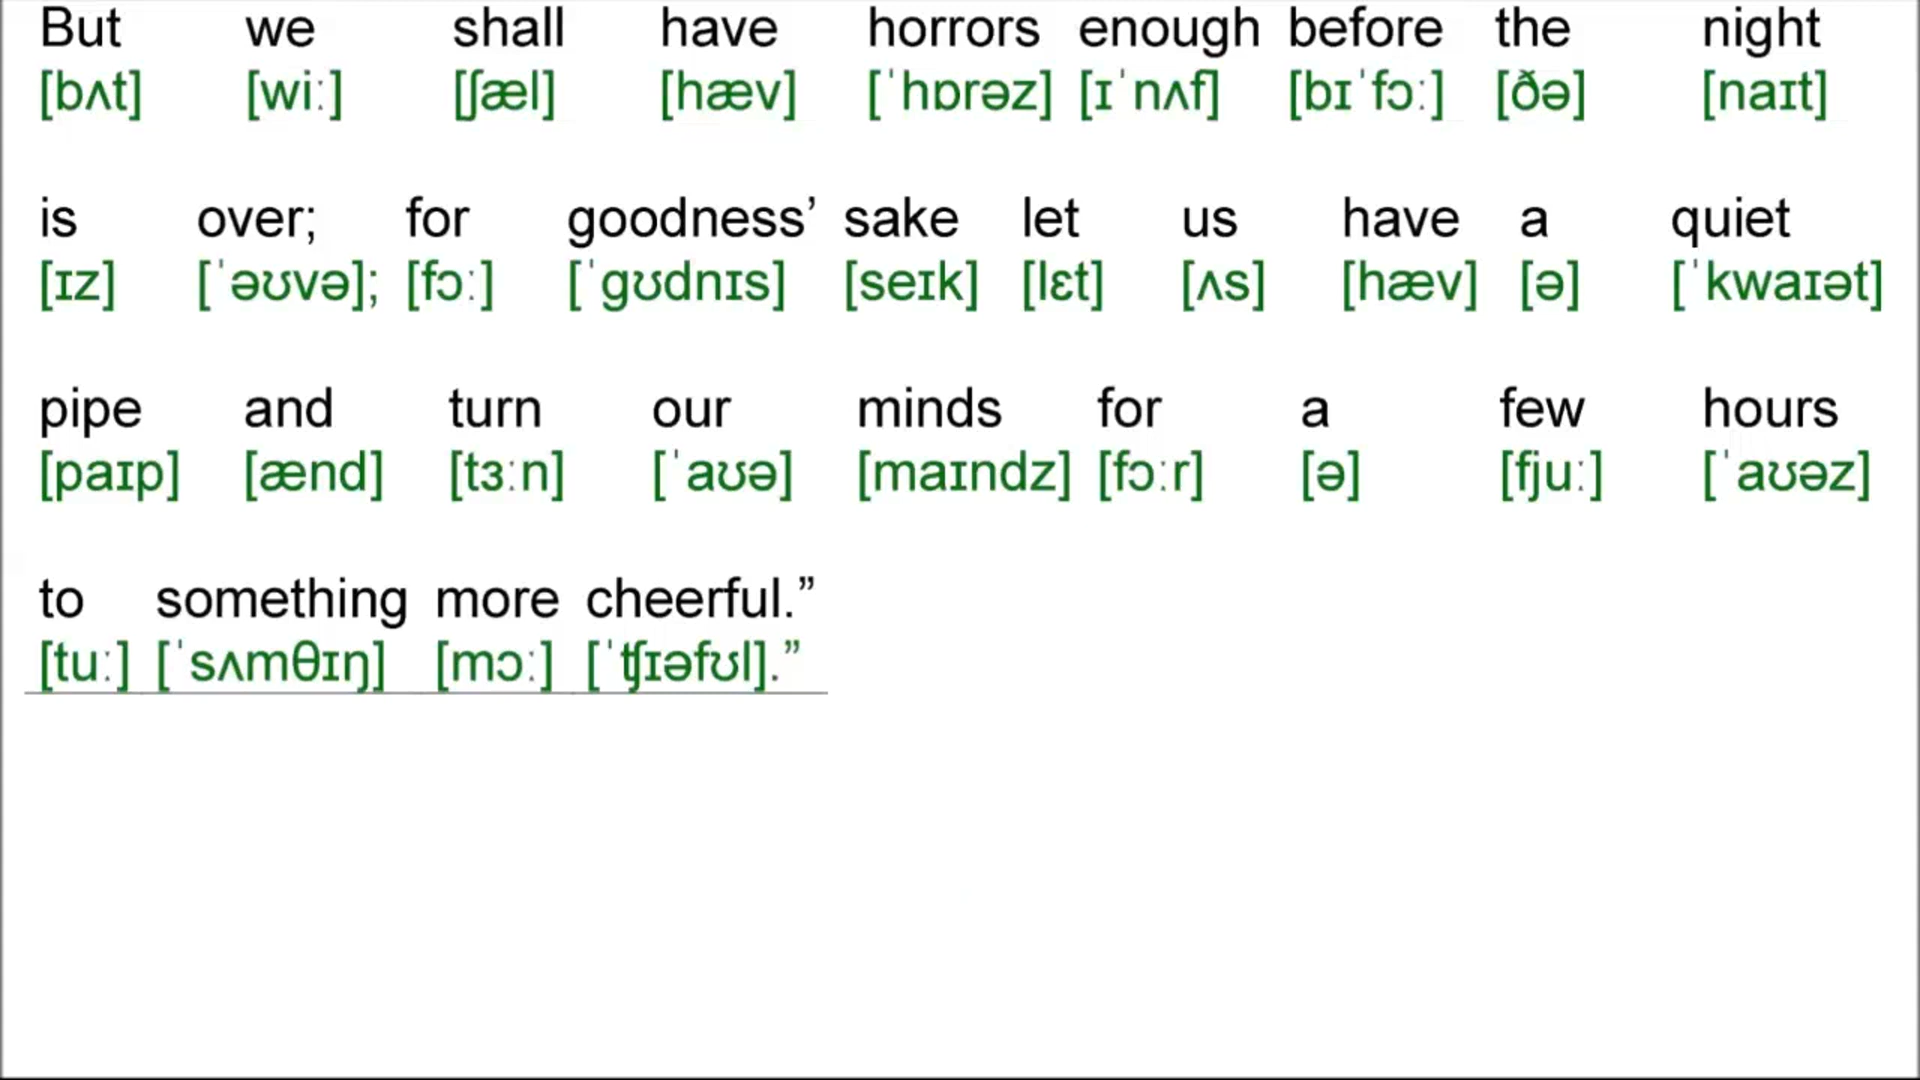 But we shall have horrors enough before the night
[bʌt] [wiː] [ʃæl] [hæv] [ˈhɒrəz] [ɪˈnʌf] [bɪˈfɔː] [ðə] [naɪt]
is over; for goodness’ sake let us have a quiet
[ɪz] [ˈəʊvə]; [fɔː] [ˈgʊdnɪs] [seɪk] [lɛt] [ʌs] [hæv] [ə] [ˈkwaɪət]
pipe and turn our minds for a few hours
[paɪp] [ænd] [tɜːn] [ˈaʊə] [maɪndz] [fɔːr] [ə] [fjuː] [ˈaʊəz]
to something more cheerful.”
[tuː] [ˈsʌmθɪŋ] [mɔː] [ˈʧɪəfʊl].”